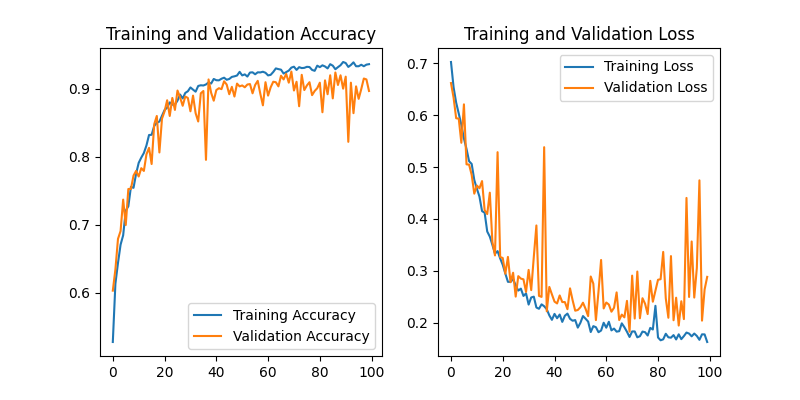 Training and Validation Accuracy
0.9
0.8
0.7
0.6
0 20 40 60 80 100
Training Accuracy
Validation Accuracy
Training and Validation Loss
0.7
0.6
0.5
0.4
0.3
0.2
0 20 40 60 80 100
Training Loss
Validation Loss